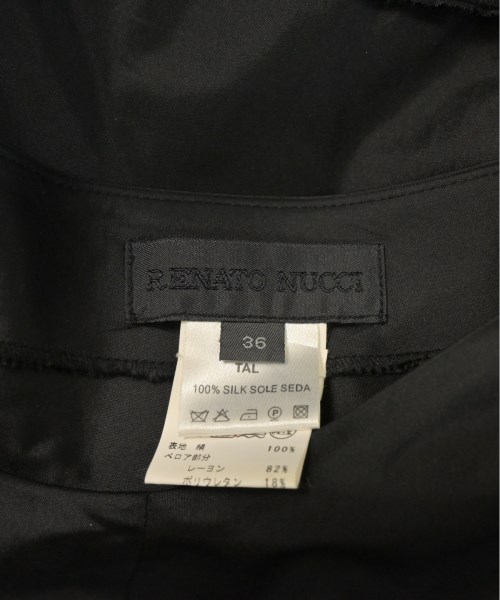 RENATO NUCCI
36
TAL
100% SILK SOLE SEDA
P
表地 絹 100%
ベロア部分
レーヨン 82%
ポリウレタン 18%